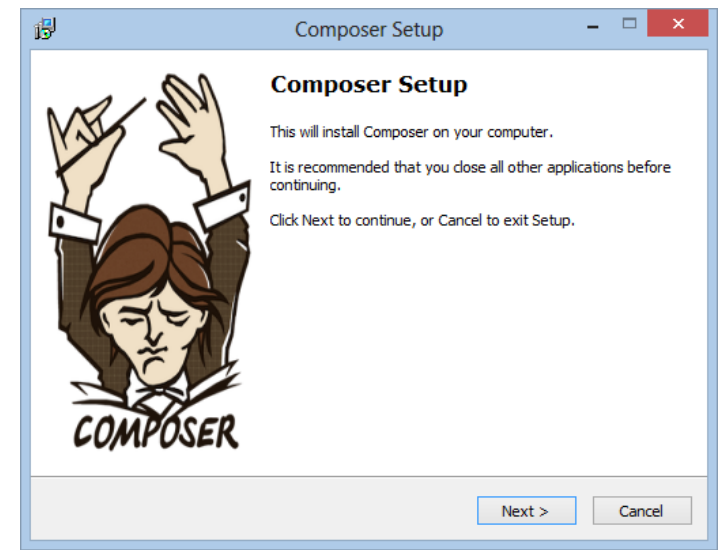 Composer Setup
Composer Setup
This will install Composer on your computer.
It is recommended that you close all other applications before
continuing.
Click Next to continue, or Cancel to exit Setup.
COMPOSER
Next >
Cancel